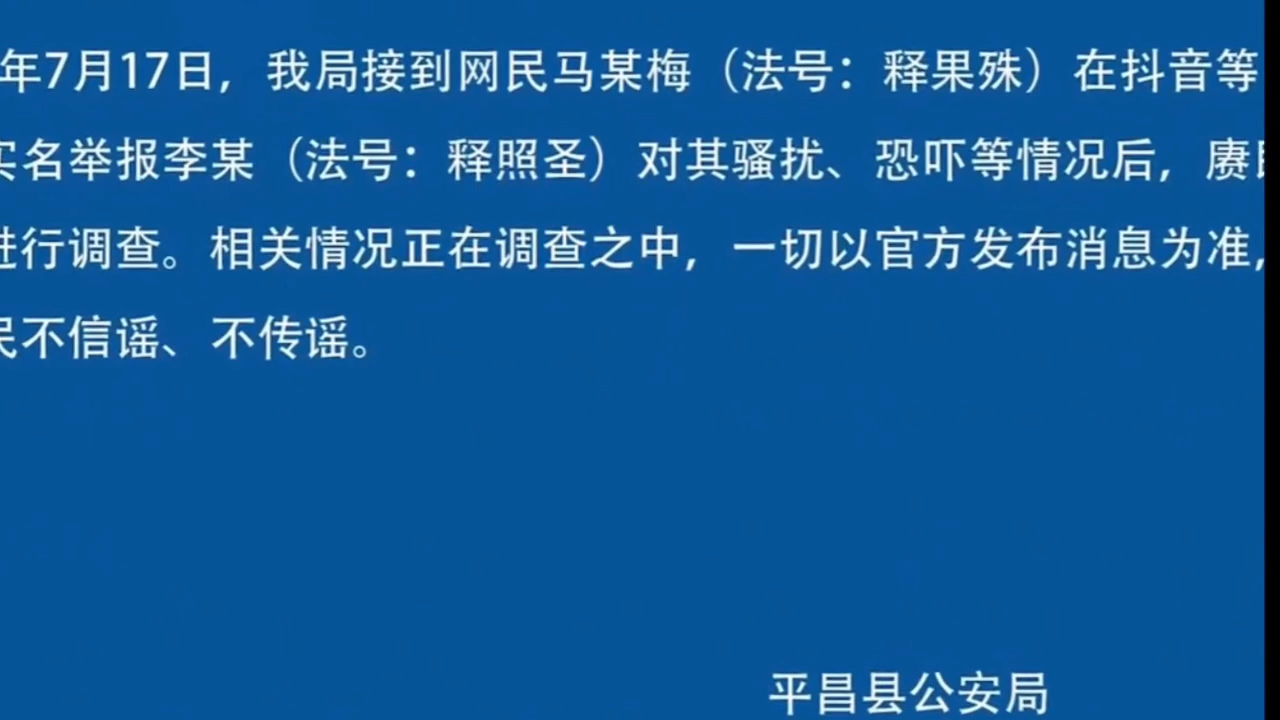 年7月17日，我局接到网民马某梅（法号：释果殊）在抖音等
实名举报李某（法号：释照圣）对其骚扰、恐吓等情况后，赓
进行调查。相关情况正在调查之中，一切以官方发布消息为准，
民不信谣、不传谣。
平昌县公安局